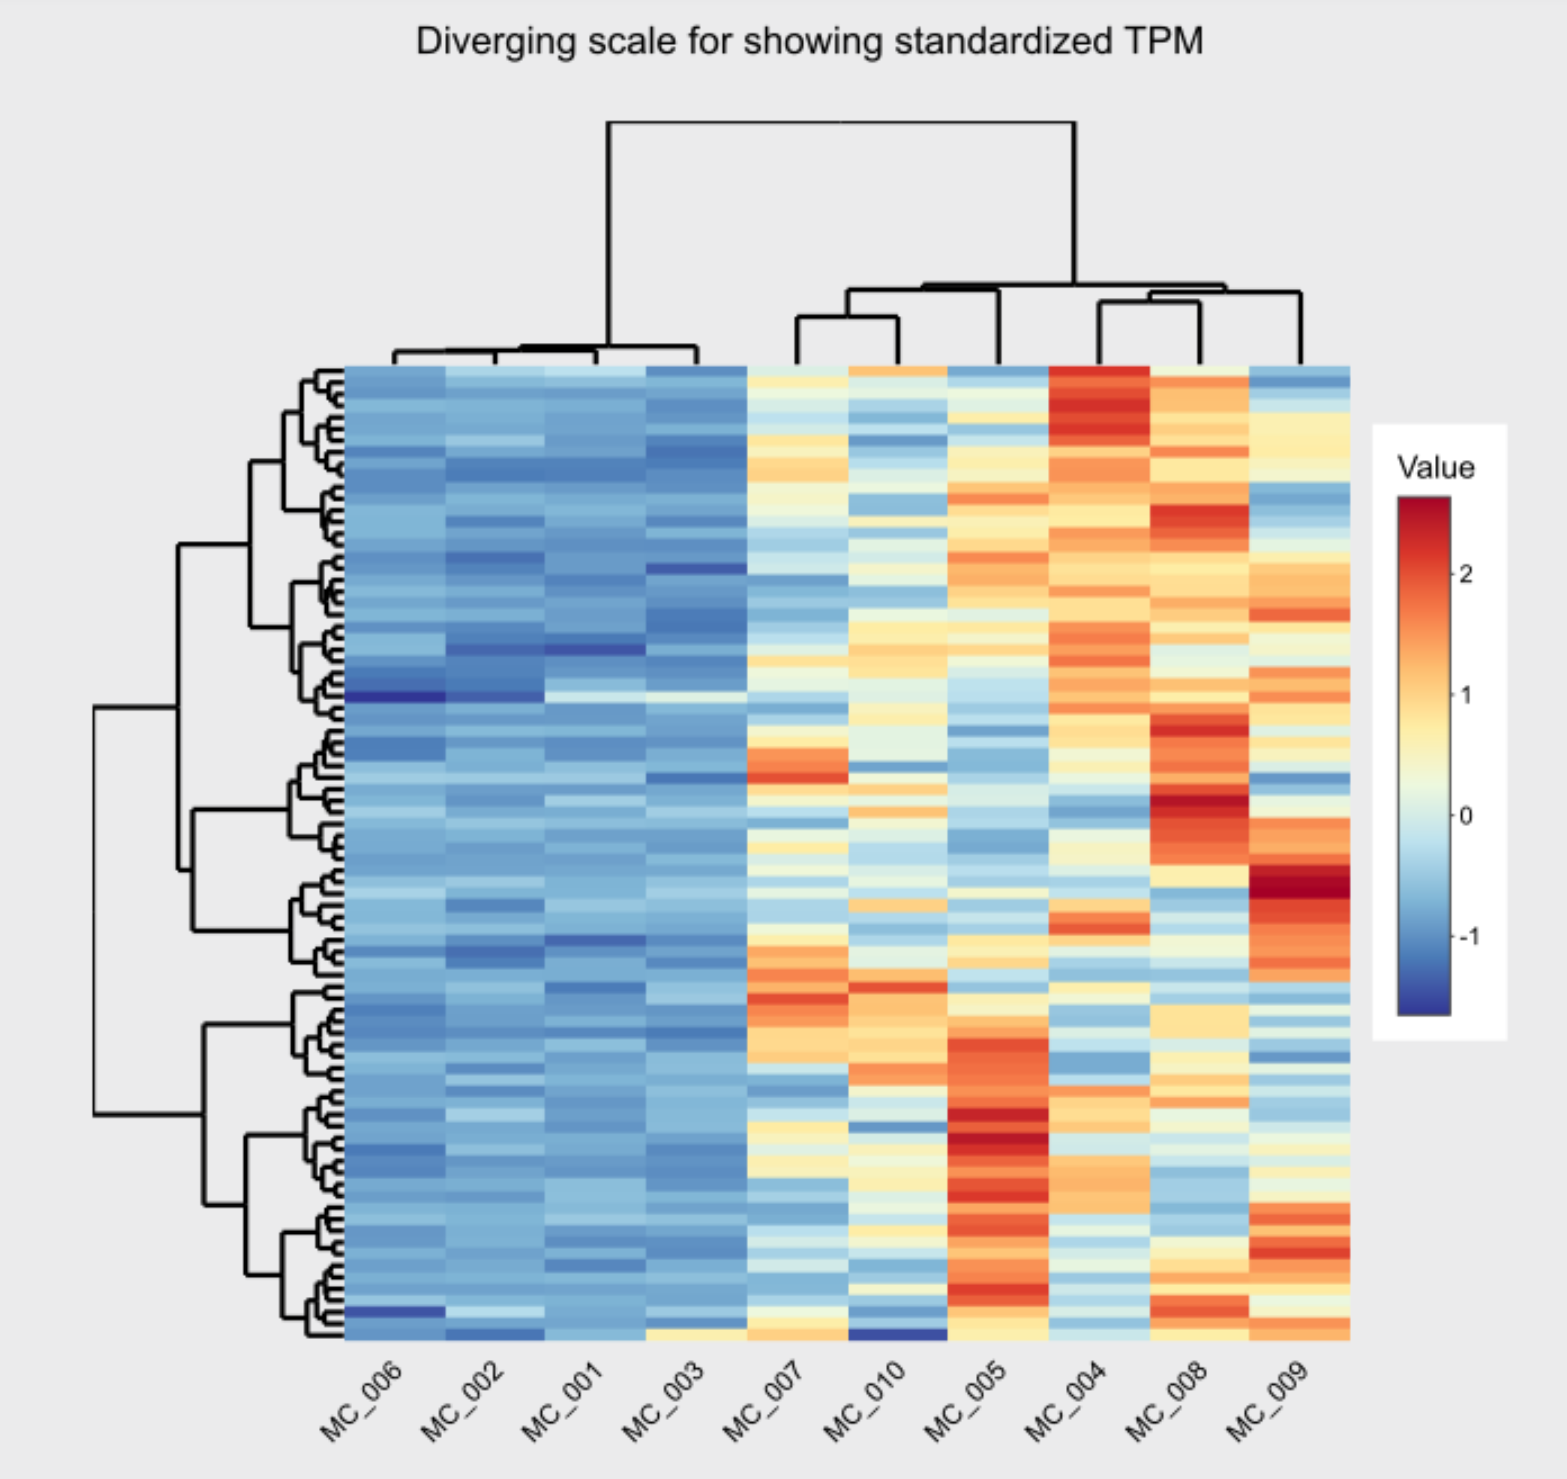 Diverging scale for showing standardized TPM
Value
2
1
0
-1
MC_006
MC_002
MC_001
MC_003
MC_007
MC_010
MC_005
MC_004
MC_008
MC_009